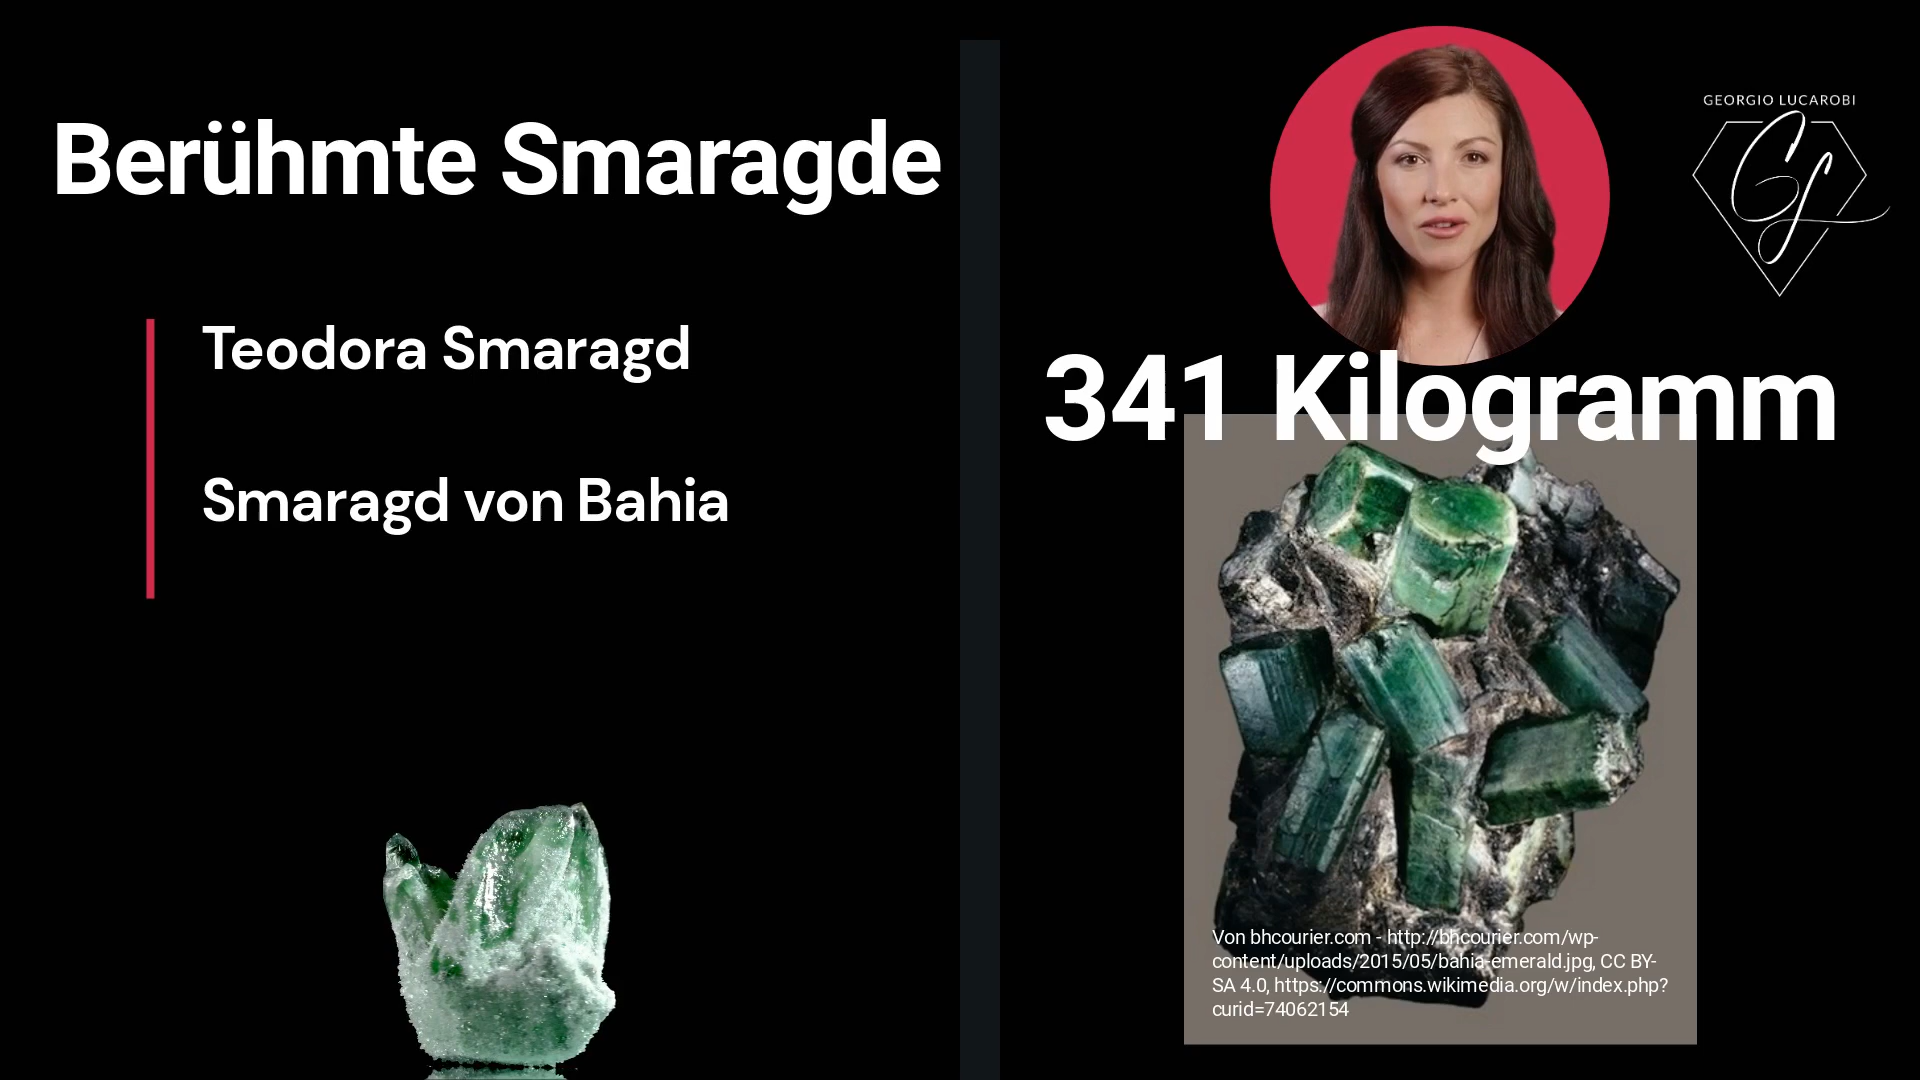 Berühmte Smaragde
Teodora Smaragd
Smaragd von Bahia
GEORGIO LUCAROBI
GL
341 Kilogramm
Von bhcourier.com - http://bhcourier.com/wp-
content/uploads/2015/05/bahia-emerald.jpg, CC BY-
SA 4.0, https://commons.wikimedia.org/w/index.php?
curid=74062154